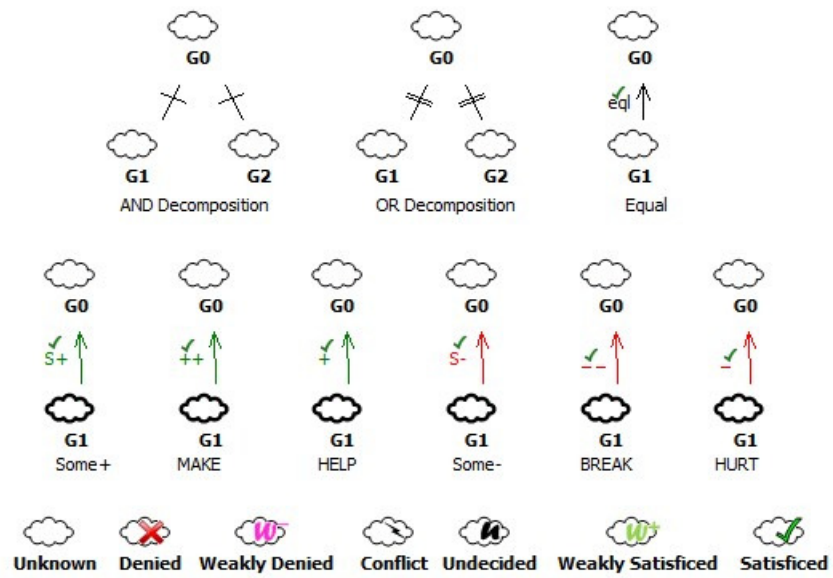 G0 G0 G0
eql
G1 G2 G1 G2 G1
AND Decomposition OR Decomposition Equal
G0 G0 G0 G0 G0 G0
S+ ++ + S- -- -
G1 G1 G1 G1 G1 G1
Some+ MAKE HELP Some- BREAK HURT
W- n W+
Unknown Denied Weakly Denied Conflict Undecided Weakly Satisficed Satisficed